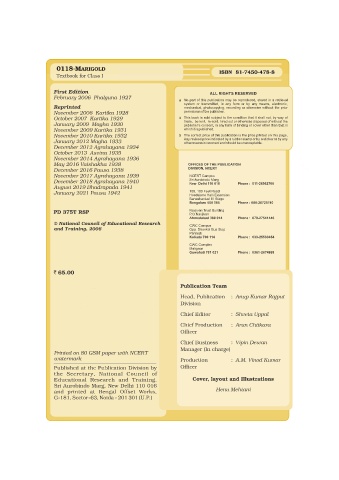 0118-MARIGOLD
Textbook for Class I
ISBN 81-7450-475-8
First Edition
February 2006 Phalguna 1927
Reprinted
November 2006 Kartika 1928
October 2007 Kartika 1929
January 2009 Magha 1930
November 2009 Kartika 1931
November 2010 Kartika 1932
January 2012 Magha 1933
December 2012 Agrahayana 1934
October 2013 Asvina 1935
November 2014 Agrahayana 1936
May 2016 Vaishakha 1938
December 2016 Pausa 1938
November 2017 Agrahayana 1939
December 2018 Agrahayana 1940
August 2019 Bhadrapada 1941
January 2021 Pausa 1942
PD 375T RSP
© National Council of Educational Research
and Training, 2006
₹ 65.00
Printed on 80 GSM paper with NCERT
watermark
Published at the Publication Division by
the Secretary, National Council of
Educational Research and Training,
Sri Aurobindo Marg, New Delhi 110 016
and printed at Bengal Offset Works,
G-181, Sector-63, Noida - 201 301 (U.P.)
ALL RIGHTS RESERVED
No part of this publication may be reproduced, stored in a retrieval
system or transmitted, in any form or by any means, electronic,
mechanical, photocopying, recording or otherwise without the prior
permission of the publisher.
This book is sold subject to the condition that it shall not, by way of
trade, be lent, re-sold, hired out or otherwise disposed of without the
publisher's consent, in any form of binding or cover other than that in
which it is published.
The correct price of this publication is the price printed on this page,
Any revised price indicated by a rubber stamp or by a sticker or by any
other means is incorrect and should be unacceptable.
OFFICES OF THE PUBLICATION
DIVISION, NCERT
NCERT Campus
Sri Aurobindo Marg
New Delhi 110 016 Phone : 011-26562708
108, 100 Feet Road
Hosdakere Halli Extension
Banashankari III Stage
Bengaluru 560 085 Phone : 080-26725740
Navjivan Trust Building
P.O.Navjivan
Ahmedabad 380 014 Phone : 079-27541446
CWC Campus
Opp. Dhankal Bus Stop
Panihati
Kolkata 700 114 Phone : 033-25530454
CWC Complex
Maligaon
Guwahati 781 021 Phone : 0361-2674869
Publication Team
Head, Publication : Anup Kumar Rajput
Division
Chief Editor : Shveta Uppal
Chief Production : Arun Chitkara
Officer
Chief Business : Vipin Dewan
Manager (In charge)
Production : A.M. Vinod Kumar
Officer
Cover, layout and illustrations
Henu Mehtani